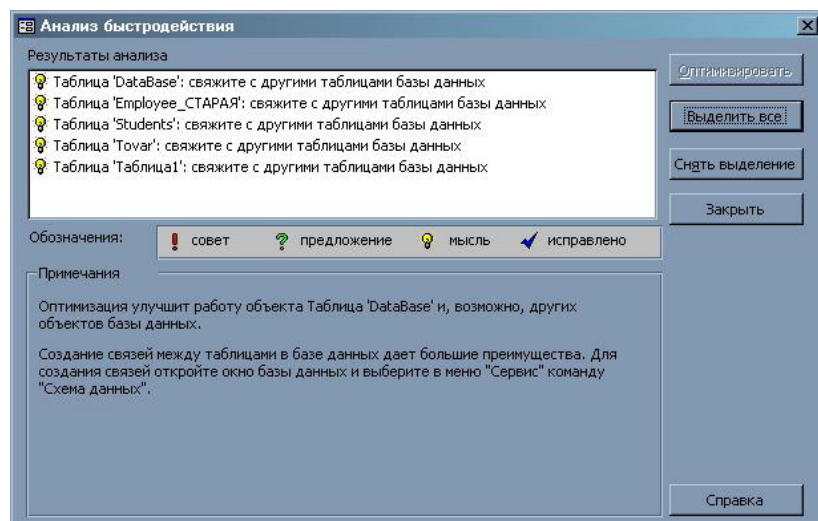 Анализ быстродействия
Результаты анализа
Таблица 'DataBase': свяжите с другими таблицами базы данных
Таблица 'Employee_СТАРАЯ': свяжите с другими таблицами базы данных
Таблица 'Students': свяжите с другими таблицами базы данных
Таблица 'Tovar': свяжите с другими таблицами базы данных
Таблица 'Таблица1': свяжите с другими таблицами базы данных
Оптимизировать
Выделить все
Снять выделение
Закрыть
Обозначения: совет предложение мысль исправлено
Примечания
Оптимизация улучшит работу объекта Таблица 'DataBase' и, возможно, других
объектов базы данных.
Создание связей между таблицами в базе данных дает большие преимущества. Для
создания связей откройте окно базы данных и выберите в меню "Сервис" команду
"Схема данных".
Справка